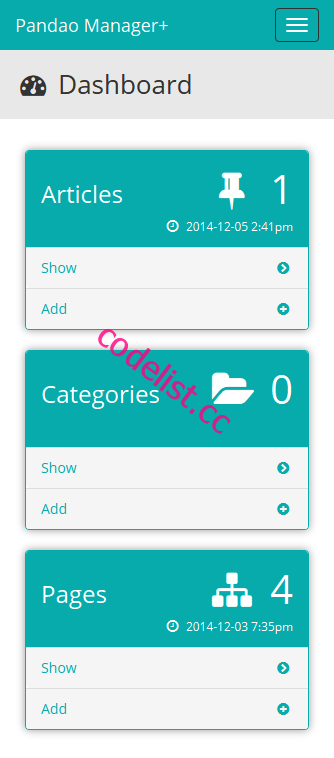 Pandao Manager+
Dashboard
Articles 1
2014-12-05 2:41pm
Show
Add
codelist.cc
Categories 0
Show
Add
Pages 4
2014-12-03 7:35pm
Show
Add